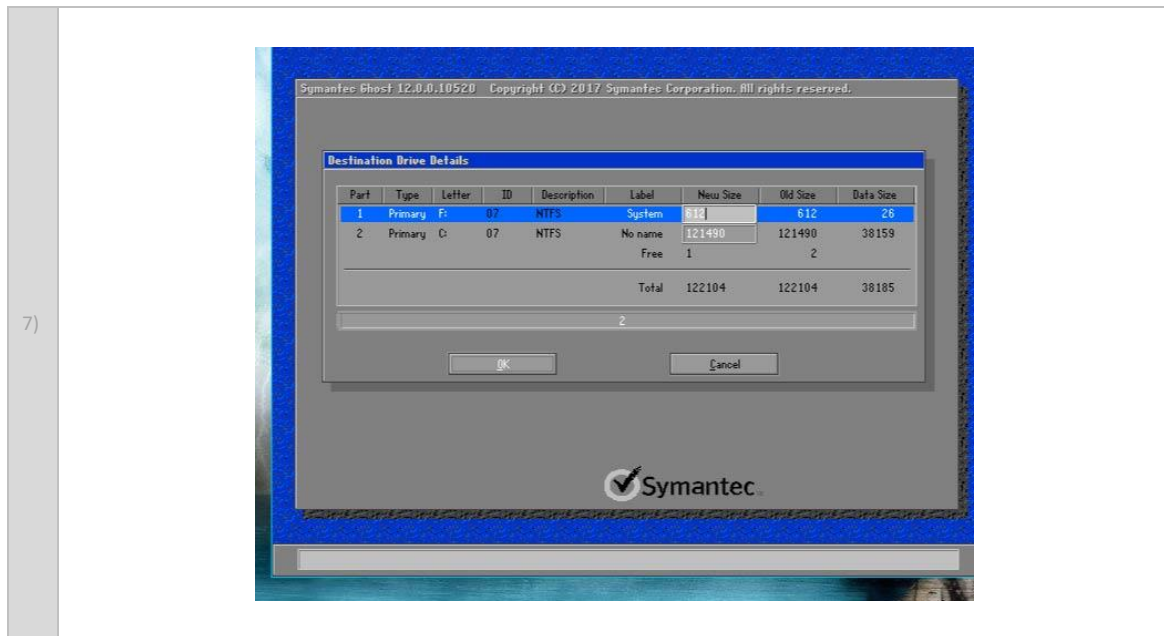 Symantec Ghost 12.0.0.10520 Copyright (C) 2017 Symantec Corporation. All rights reserved.
Destination Drive Details
Part Type Letter ID Description Label New Size Old Size Data Size
1 Primary F: 07 NTFS System 612 612 26
2 Primary C: 07 NTFS No name 121490 121490 38159
Free 1 2
Total 122104 122104 38185
7)
2
OK Cancel
Symantec